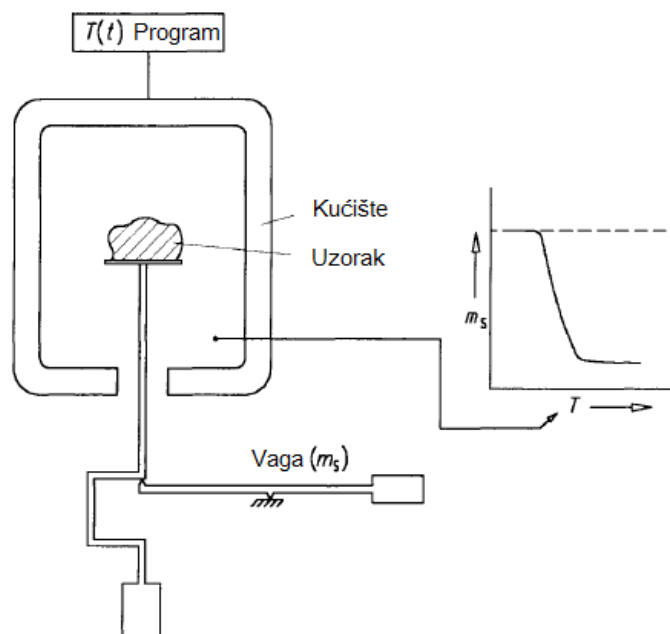 T(t) Program
Kućište
Uzorak
mₛ
T
Vaga (mₛ)